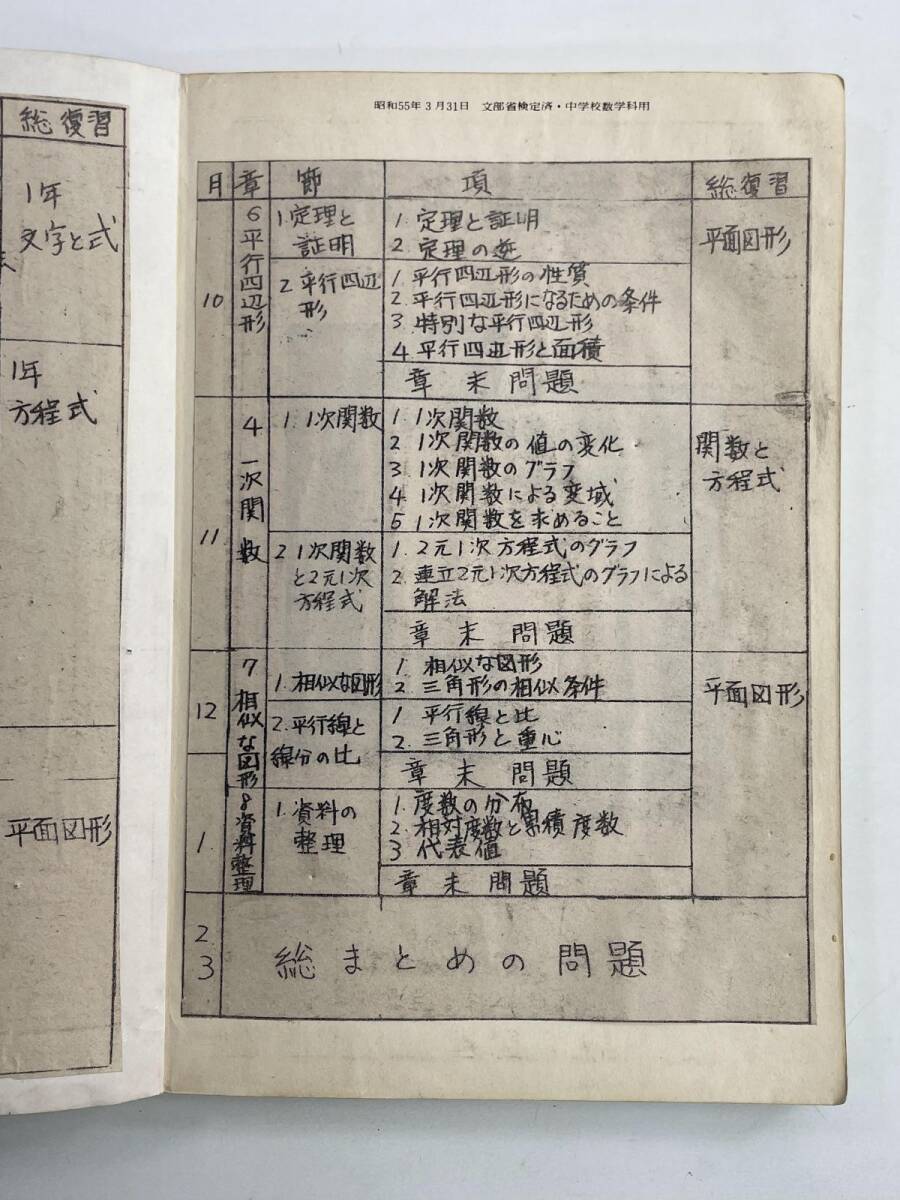 総復習
1年
文字と式
1年
方程式
平面図形
昭和55年3月31日 文部省検定済・中学校数学科用
月 章 節 項 総復習
10
6 平行四辺形
1. 定理と
証明
1. 定理と証明
2. 定理の逆
平面図形
2 平行四辺
形
1. 平行四辺形の性質
2. 平行四辺形になるための条件
3. 特別な平行四辺形
4 平行四辺形と面積
章末問題
11
4 一次関数
1. 1次関数
1. 1次関数
2 1次関数の値の変化
3. 1次関数のグラフ
4 1次関数による変域
5 1次関数を求めること
関数と
方程式
2 1次関数
と2元1次
方程式
1. 2元1次方程式のグラフ
2. 連立2元1次方程式のグラフによる
解法
章末問題
12
7 相似な図形
1. 相似な図形
1. 相似な図形
2 三角形の相似条件
平面図形
2. 平行線と
線分の比
1 平行線と比
2. 三角形と重心
章末問題
1.
8 資料整理
1. 資料の
整理
1. 度数の分布
2. 相対度数と累積度数
3 代表値
章末問題
2.
3
総まとめの問題